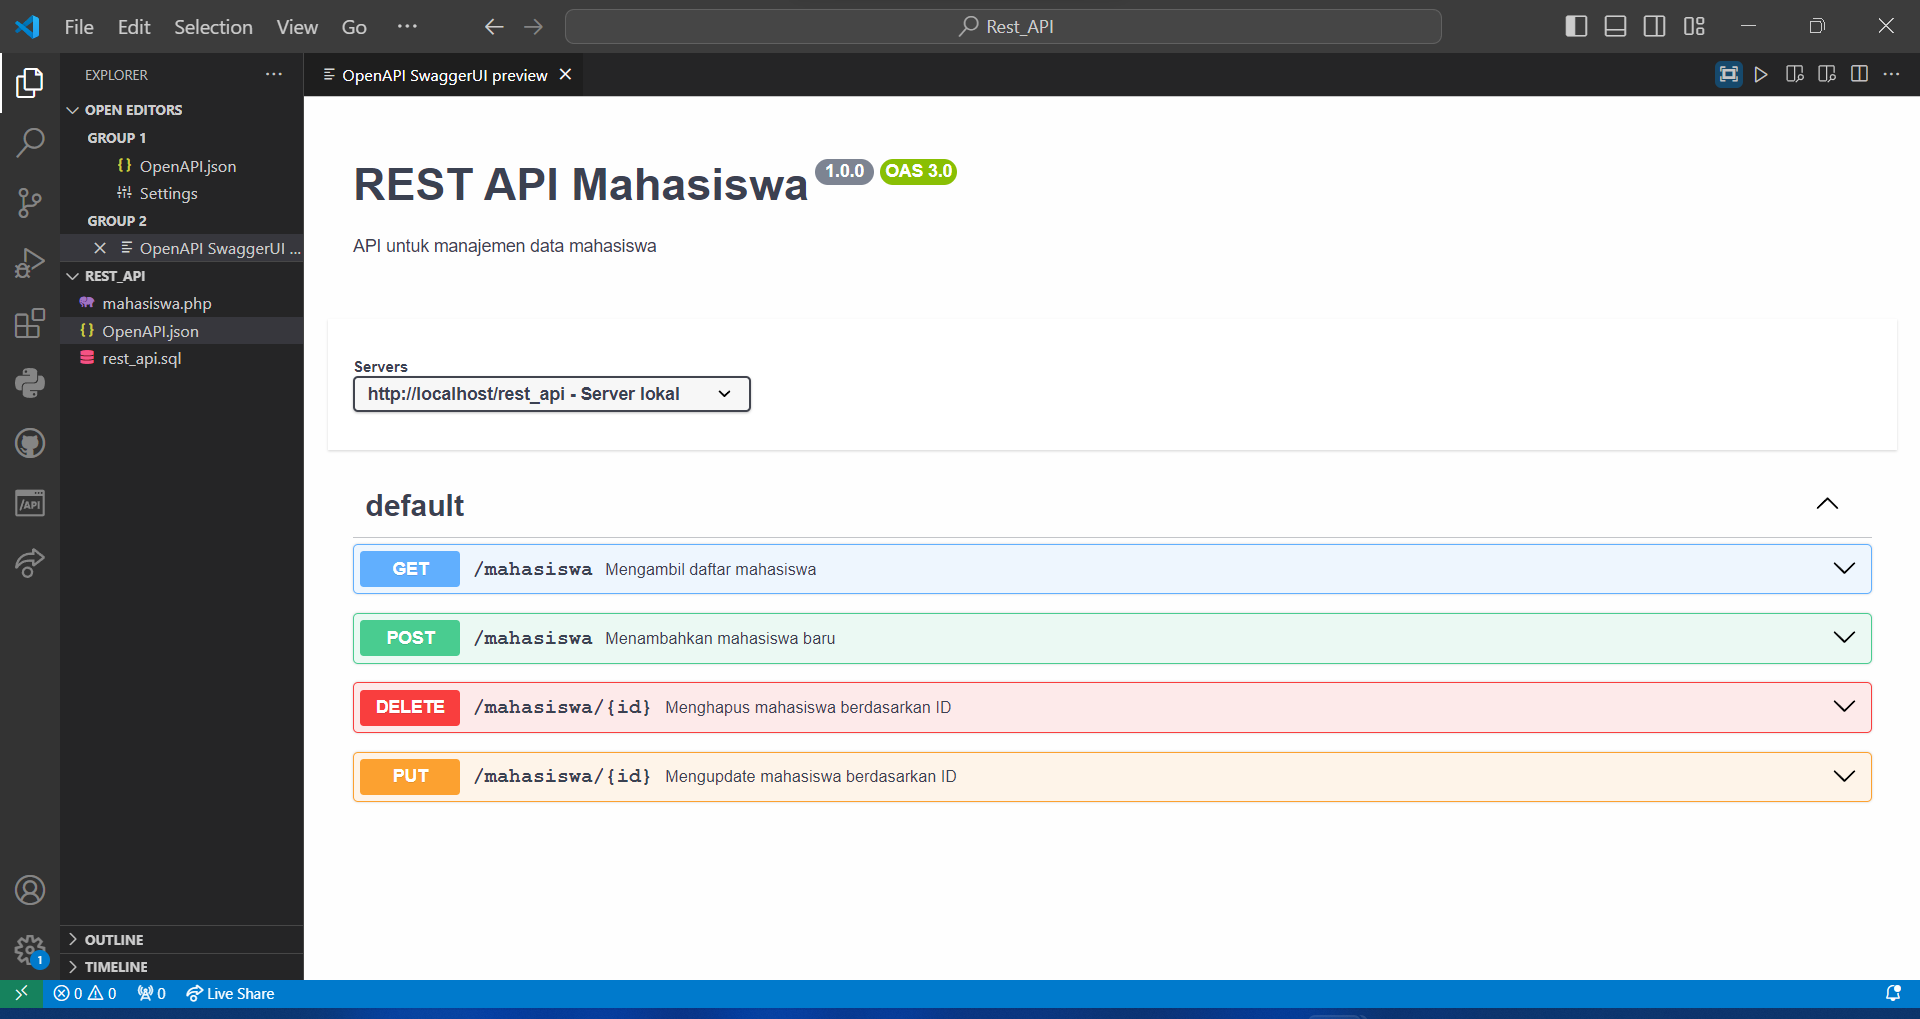 File Edit Selection View Go ··· Rest_API
EXPLORER ···
OPEN EDITORS
GROUP 1
{} OpenAPI.json
Settings
GROUP 2
OpenAPI SwaggerUI ...
REST_API
mahasiswa.php
{} OpenAPI.json
rest_api.sql
OUTLINE
TIMELINE
OpenAPI SwaggerUI preview
REST API Mahasiswa 1.0.0 OAS 3.0
API untuk manajemen data mahasiswa
Servers
http://localhost/rest_api - Server lokal
default
GET /mahasiswa Mengambil daftar mahasiswa
POST /mahasiswa Menambahkan mahasiswa baru
DELETE /mahasiswa/{id} Menghapus mahasiswa berdasarkan ID
PUT /mahasiswa/{id} Mengupdate mahasiswa berdasarkan ID
/API
1
0 0 0 Live Share